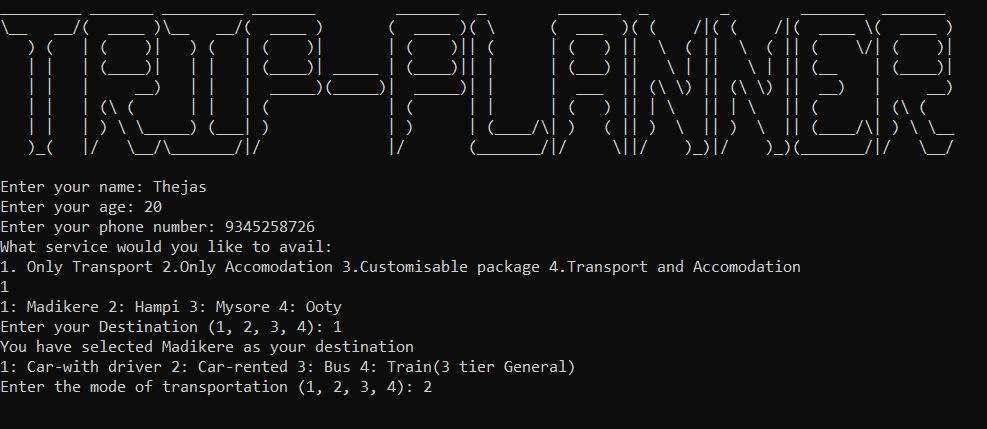 TRIP-PLANNER
Enter your name: Thejas
Enter your age: 20
Enter your phone number: 9345258726
What service would you like to avail:
1. Only Transport 2.Only Accomodation 3.Customisable package 4.Transport and Accomodation
1
1: Madikere 2: Hampi 3: Mysore 4: Ooty
Enter your Destination (1, 2, 3, 4): 1
You have selected Madikere as your destination
1: Car-with driver 2: Car-rented 3: Bus 4: Train(3 tier General)
Enter the mode of transportation (1, 2, 3, 4): 2